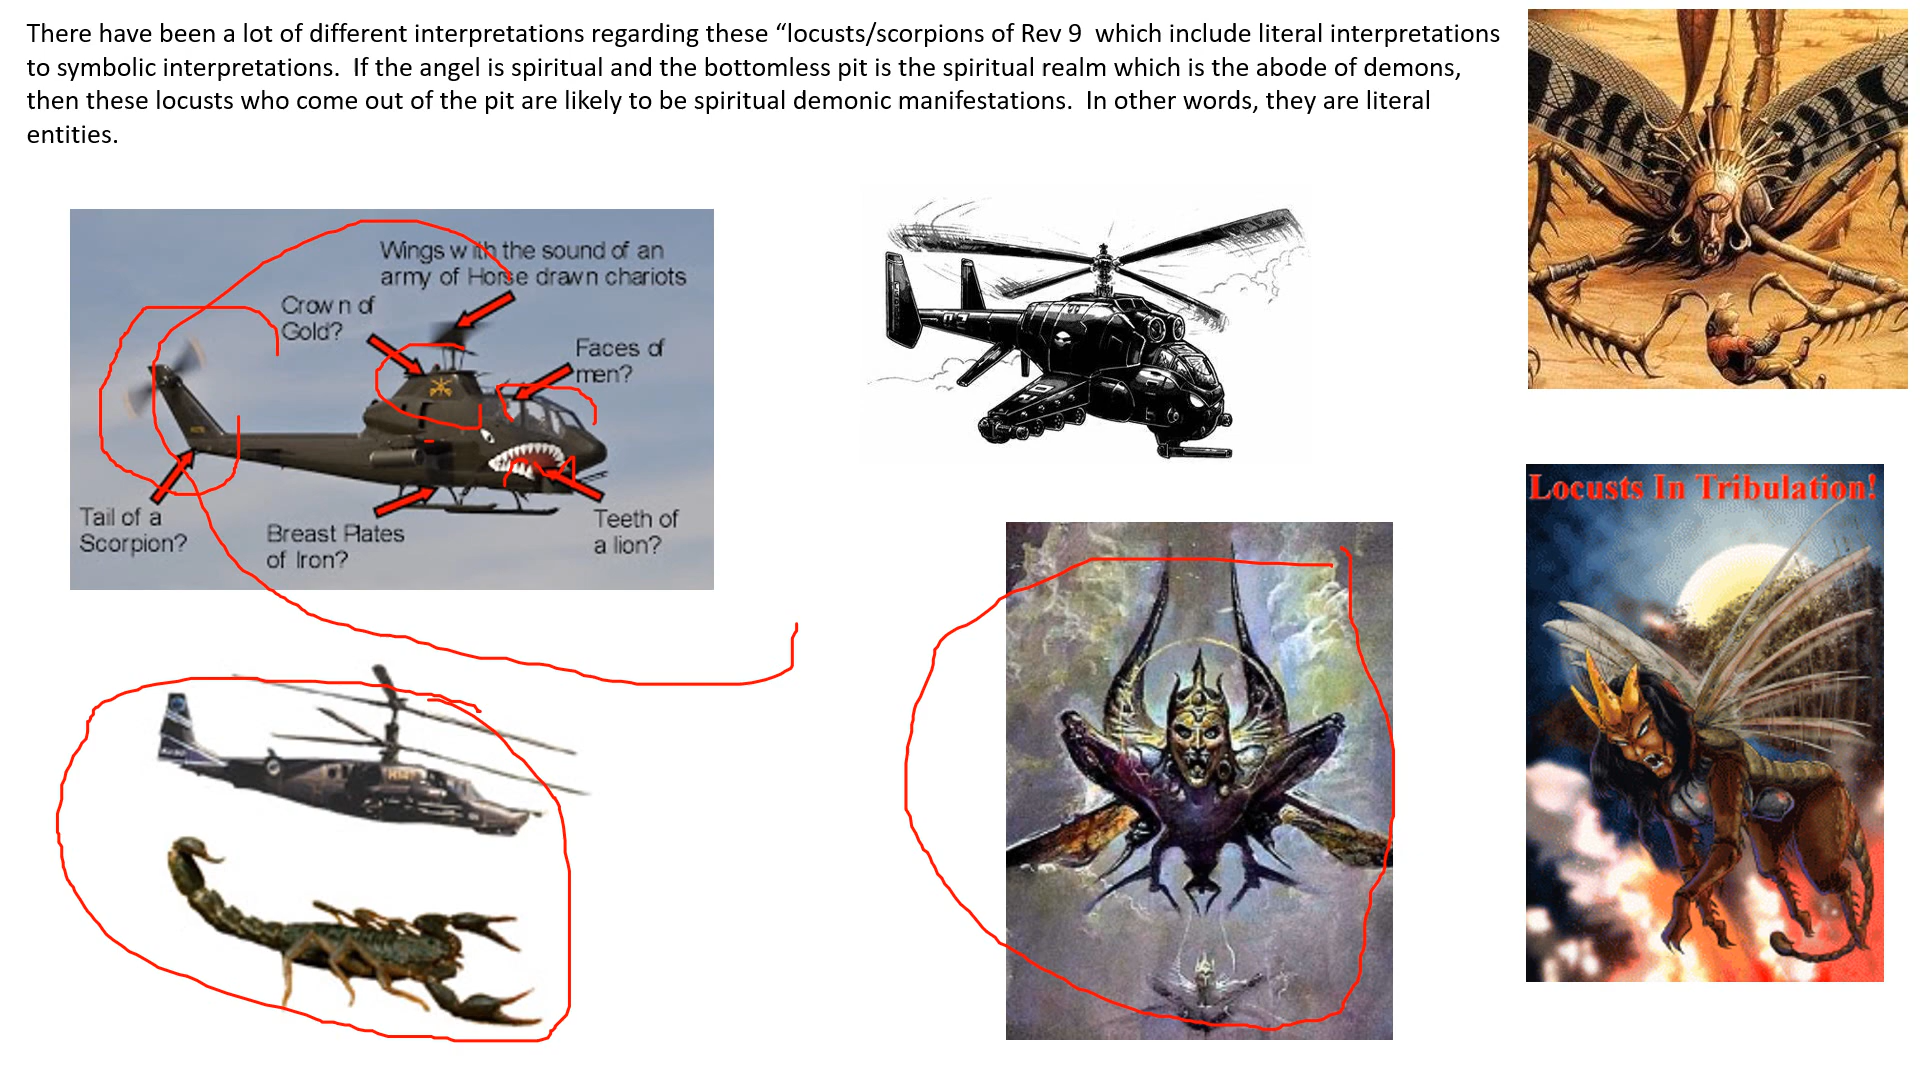 There have been a lot of different interpretations regarding these “locusts/scorpions of Rev 9  which include literal interpretations
to symbolic interpretations.  If the angel is spiritual and the bottomless pit is the spiritual realm which is the abode of demons,
then these locusts who come out of the pit are likely to be spiritual demonic manifestations.  In other words, they are literal
entities.
Wings with the sound of an
army of Horse drawn chariots
Crown of
Gold?
Faces of
men?
Tail of a
Scorpion?
Breast Plates
of Iron?
Teeth of
a lion?
Locusts In Tribulation!